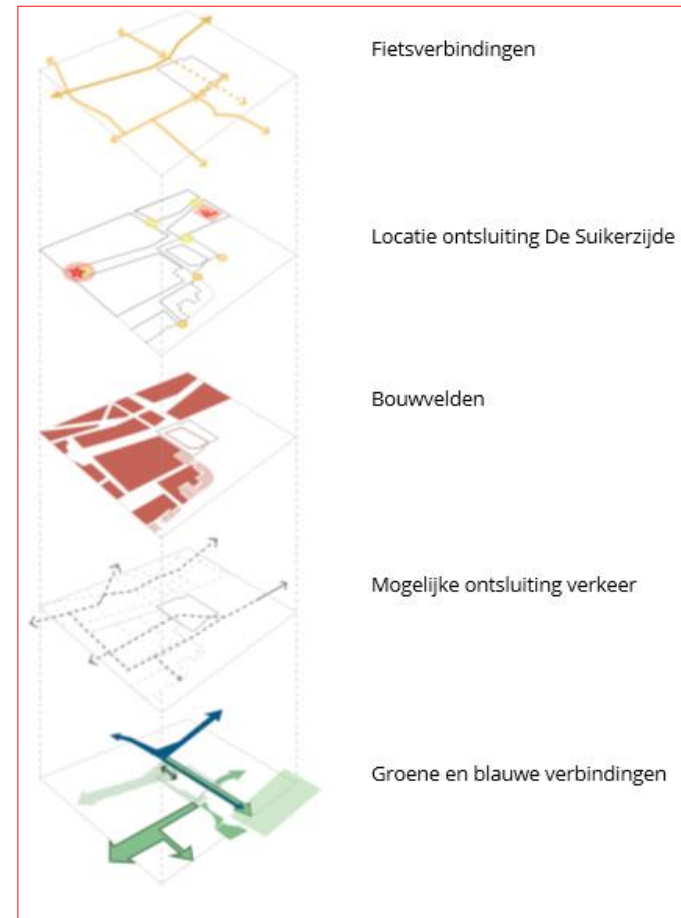 Fietsverbindingen
Locatie ontsluiting De Suikerzijde
Bouwvelden
Mogelijke ontsluiting verkeer
Groene en blauwe verbindingen